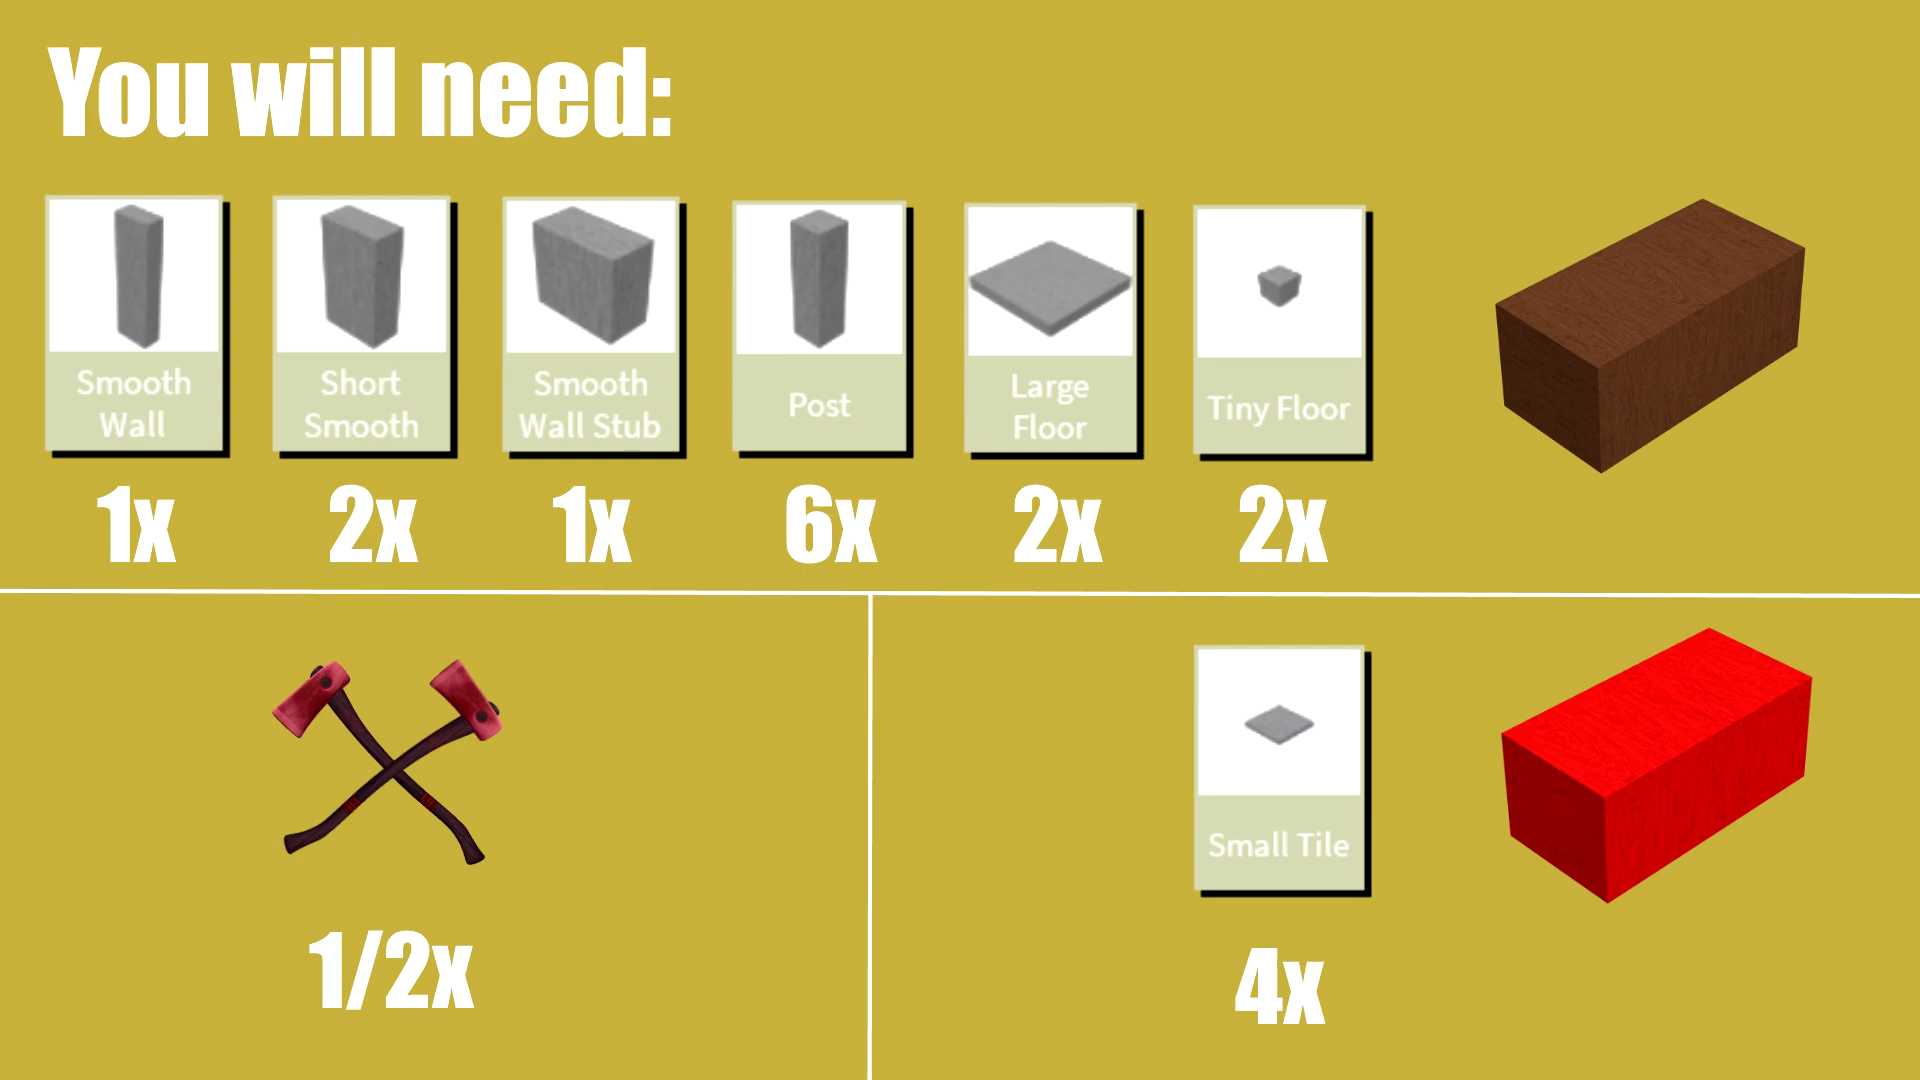 You will need:
Smooth
Wall
Short
Smooth
Smooth
Wall Stub
Post
Large
Floor
Tiny Floor
1x
2x
1x
6x
2x
2x
Small Tile
1/2x
4x